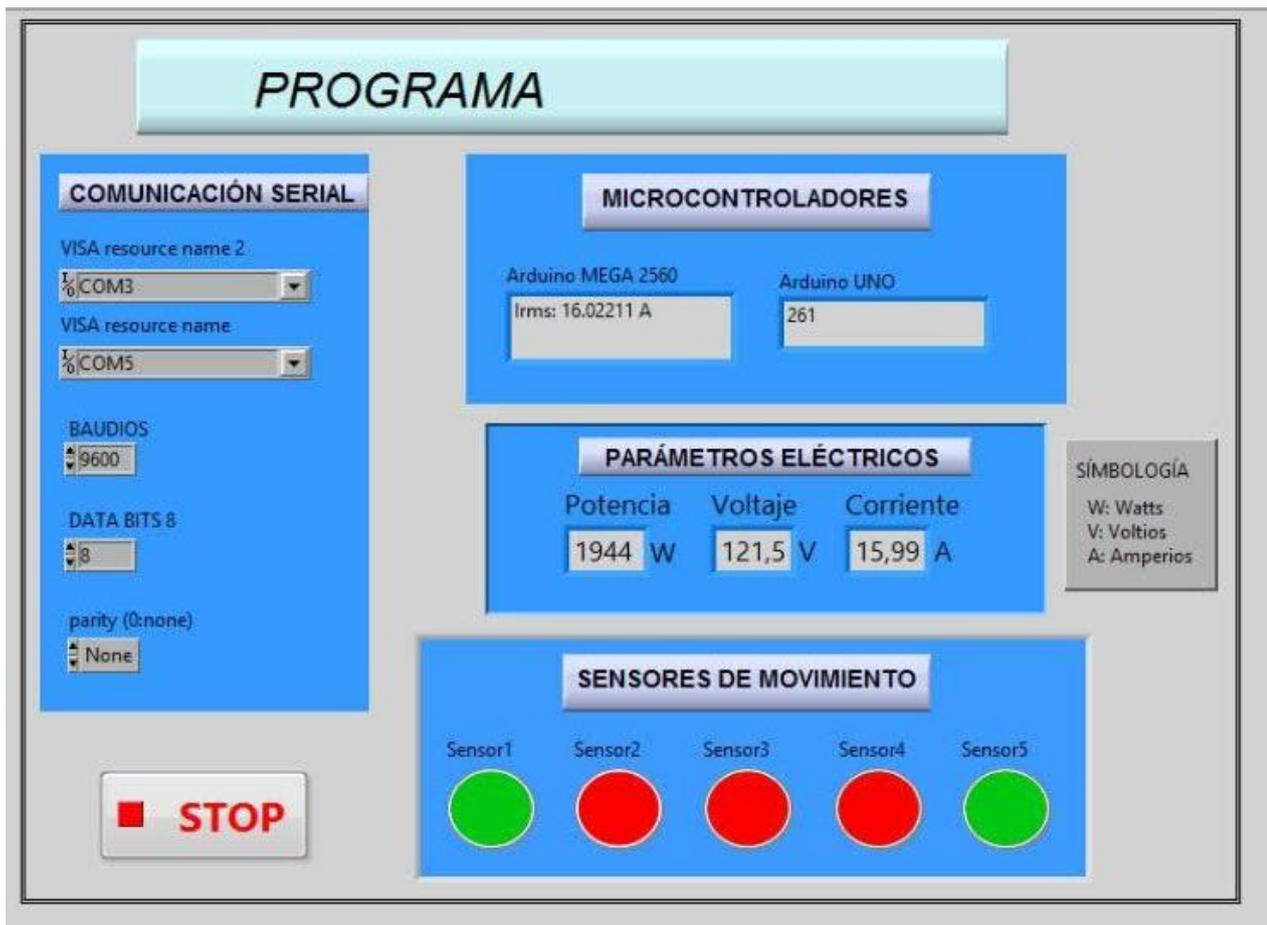 PROGRAMA
COMUNICACIÓN SERIAL
VISA resource name 2
I/O COM3
VISA resource name
I/O COM5
BAUDIOS
9600
DATA BITS 8
8
parity (0:none)
None
STOP
MICROCONTROLADORES
Arduino MEGA 2560
Irms: 16.02211 A
Arduino UNO
261
PARÁMETROS ELÉCTRICOS
Potencia Voltaje Corriente
1944 W 121,5 V 15,99 A
SÍMBOLOGÍA
W: Watts
V: Voltios
A: Amperios
SENSORES DE MOVIMIENTO
Sensor1 Sensor2 Sensor3 Sensor4 Sensor5